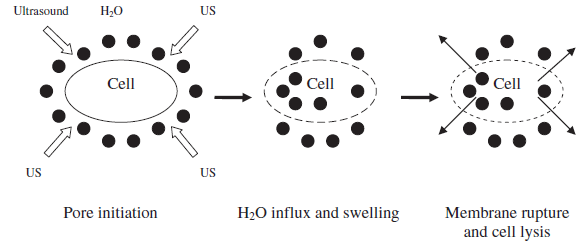 Ultrasound H₂O US
Cell Cell Cell
US US
Pore initiation H₂O influx and swelling Membrane rupture
and cell lysis